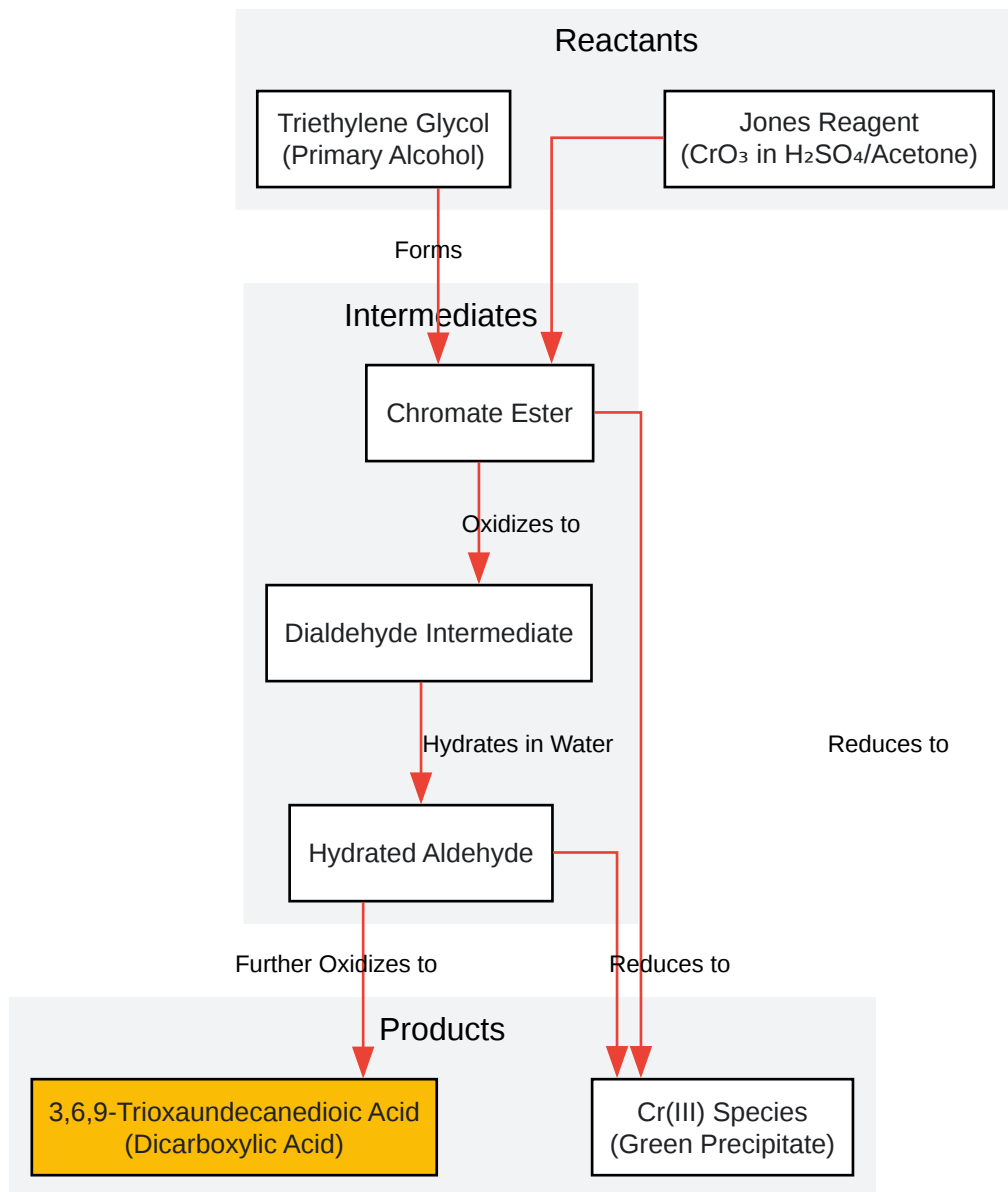 Reactants
Triethylene Glycol
(Primary Alcohol)
Jones Reagent
(CrO₃ in H₂SO₄/Acetone)
Forms
Intermediates
Chromate Ester
Oxidizes to
Dialdehyde Intermediate
Hydrates in Water
Reduces to
Hydrated Aldehyde
Further Oxidizes to
Reduces to
Products
3,6,9-Trioxaundecanedioic Acid
(Dicarboxylic Acid)
Cr(III) Species
(Green Precipitate)